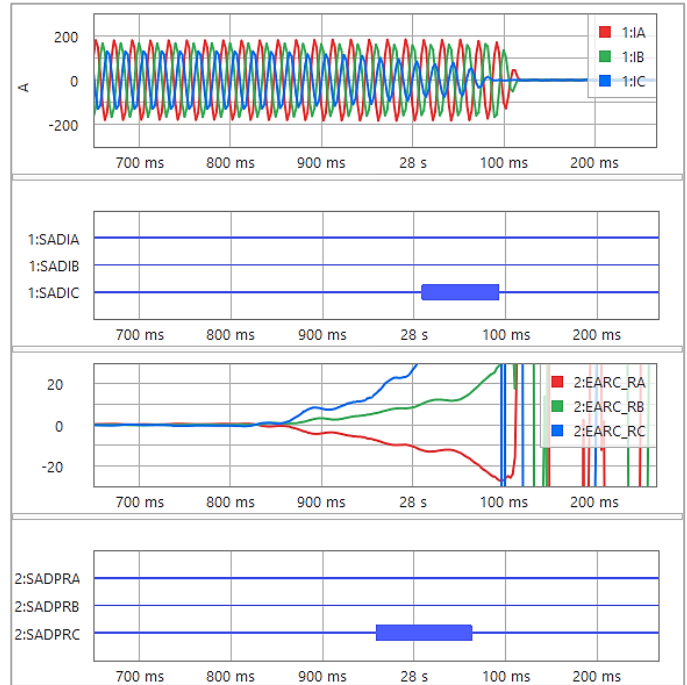 200
0
-200
A
1:IA
1:IB
1:IC
700 ms 800 ms 900 ms 28 s 100 ms 200 ms
1:SADIA
1:SADIB
1:SADIC
700 ms 800 ms 900 ms 28 s 100 ms 200 ms
20
0
-20
2:EARC_RA
2:EARC_RB
2:EARC_RC
700 ms 800 ms 900 ms 28 s 100 ms 200 ms
2:SADPRA
2:SADPRB
2:SADPRC
700 ms 800 ms 900 ms 28 s 100 ms 200 ms